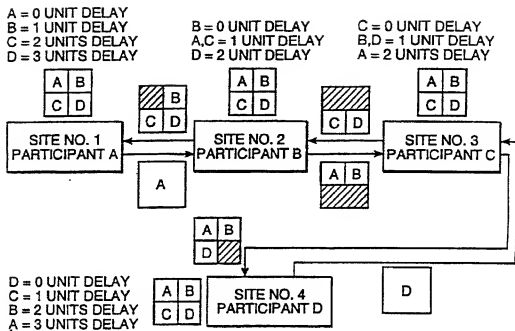 A = 0 UNIT DELAY
B = 1 UNIT DELAY
C = 2 UNITS DELAY
D = 3 UNITS DELAY
B = 0 UNIT DELAY
A,C = 1 UNIT DELAY
D = 2 UNIT DELAY
C = 0 UNIT DELAY
B,D = 1 UNIT DELAY
A = 2 UNITS DELAY
A B
C D
B
C D
A B
C D
C D
A B
C D
SITE NO. 1
PARTICIPANT A
SITE NO. 2
PARTICIPANT B
SITE NO. 3
PARTICIPANT C
A
A B
A B
D
D = 0 UNIT DELAY
C = 1 UNIT DELAY
B = 2 UNITS DELAY
A = 3 UNITS DELAY
A B
C D
SITE NO. 4
PARTICIPANT D
D